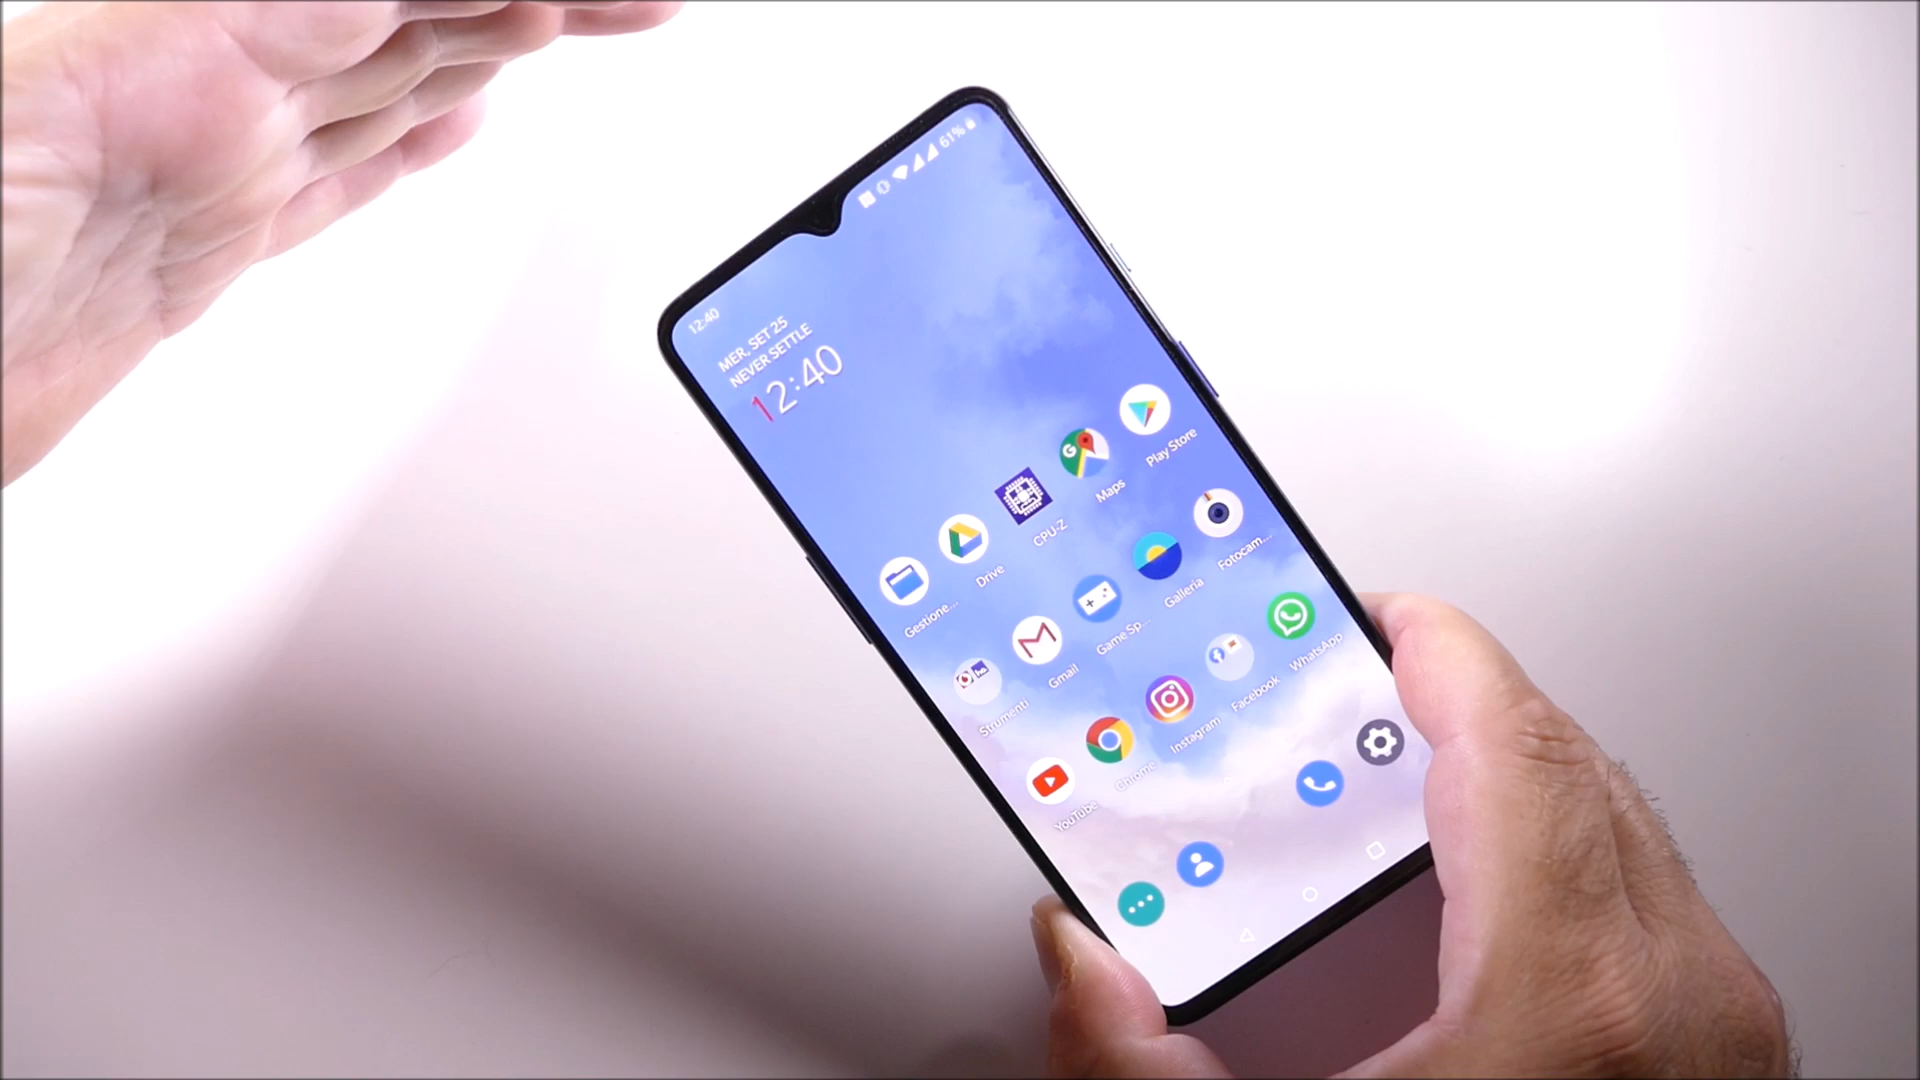 12:40
61%
MER, SET 25
NEVER SETTLE
12:40
Gestione...
Drive
CPU-Z
Maps
Play Store
Strumenti
Gmail
Game Sp...
Galleria
Fotocam...
YouTube
Chrome
Instagram
Facebook
WhatsApp